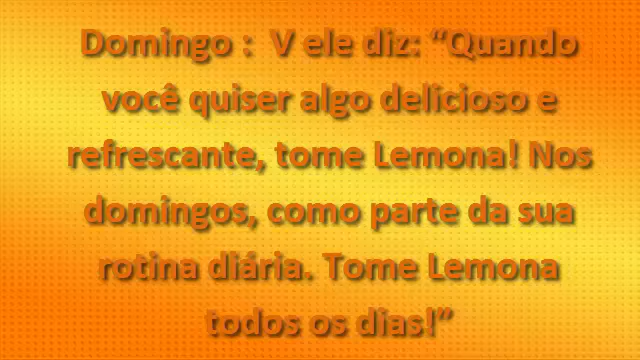 Domingo :  V ele diz: “Quando
você quiser algo delicioso e
refrescante, tome Lemona! Nos
domingos, como parte da sua
rotina diária. Tome Lemona
todos os dias!”